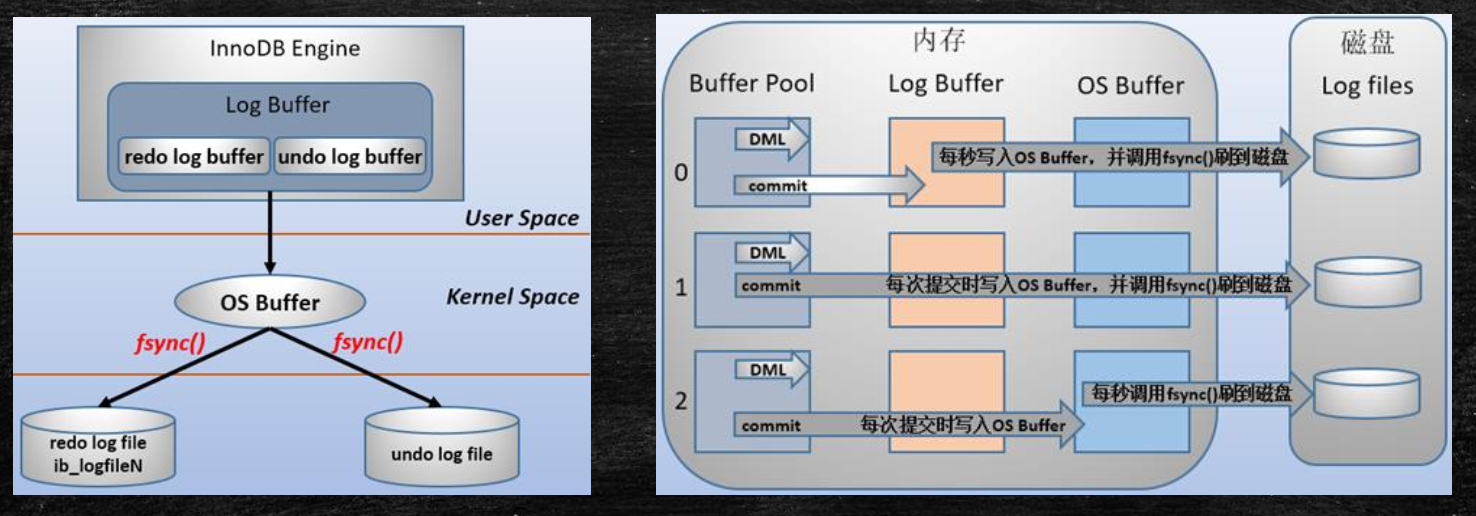 InnoDB Engine
Log Buffer
redo log buffer
undo log buffer
User Space
OS Buffer
Kernel Space
fsync()
fsync()
redo log file
ib_logfileN
undo log file
内存
磁盘
Buffer Pool
Log Buffer
OS Buffer
Log files
0
DML
commit
每秒写入OS Buffer，并调用fsync()刷到磁盘
1
DML
commit
每次提交时写入OS Buffer，并调用fsync()刷到磁盘
2
DML
commit
每次提交时写入OS Buffer
每秒调用fsync()刷到磁盘